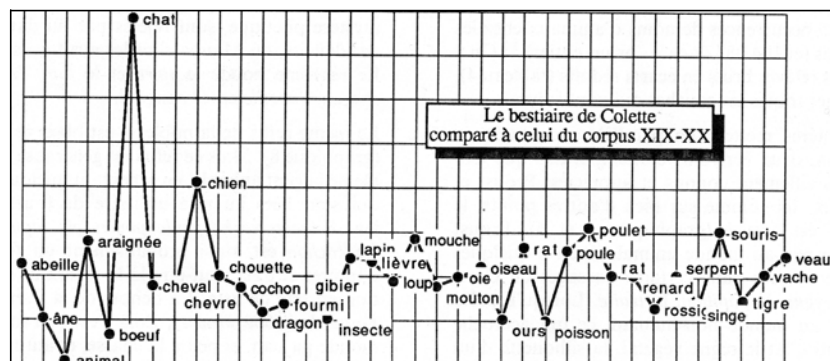 chat
Le bestiaire de Colette
comparé à celui du corpus XIX-XX
chien
poulet
souris
araignée
mouche
rat
poule
lapin
abeille
chouette
lièvre
oiseau
rat
serpent
veau
cheval
cochon
gibier
loup
oie
renard
vache
chevre
fourmi
mouton
rossig
tigre
âne
dragon
singe
boeuf
insecte
ours
poisson
animal